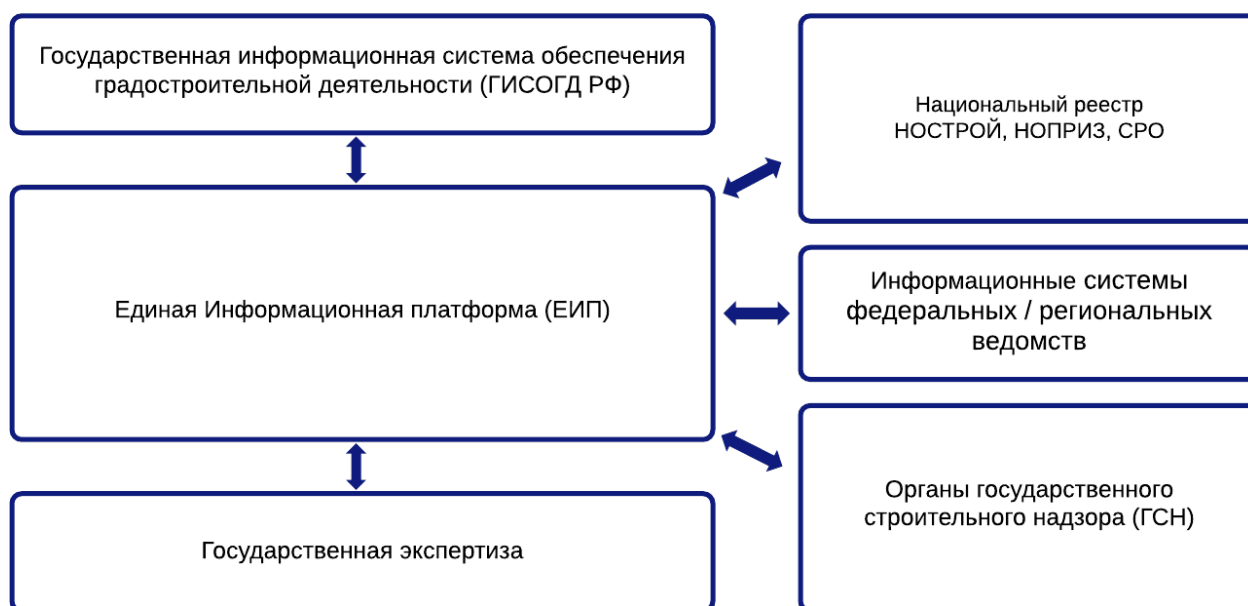 Государственная информационная система обеспечения
градостроительной деятельности (ГИСОГД РФ)
Национальный реестр
НОСТРОЙ, НОПРИЗ, СРО
Единая Информационная платформа (ЕИП)
Информационные системы
федеральных / региональных
ведомств
Органы государственного
строительного надзора (ГСН)
Государственная экспертиза